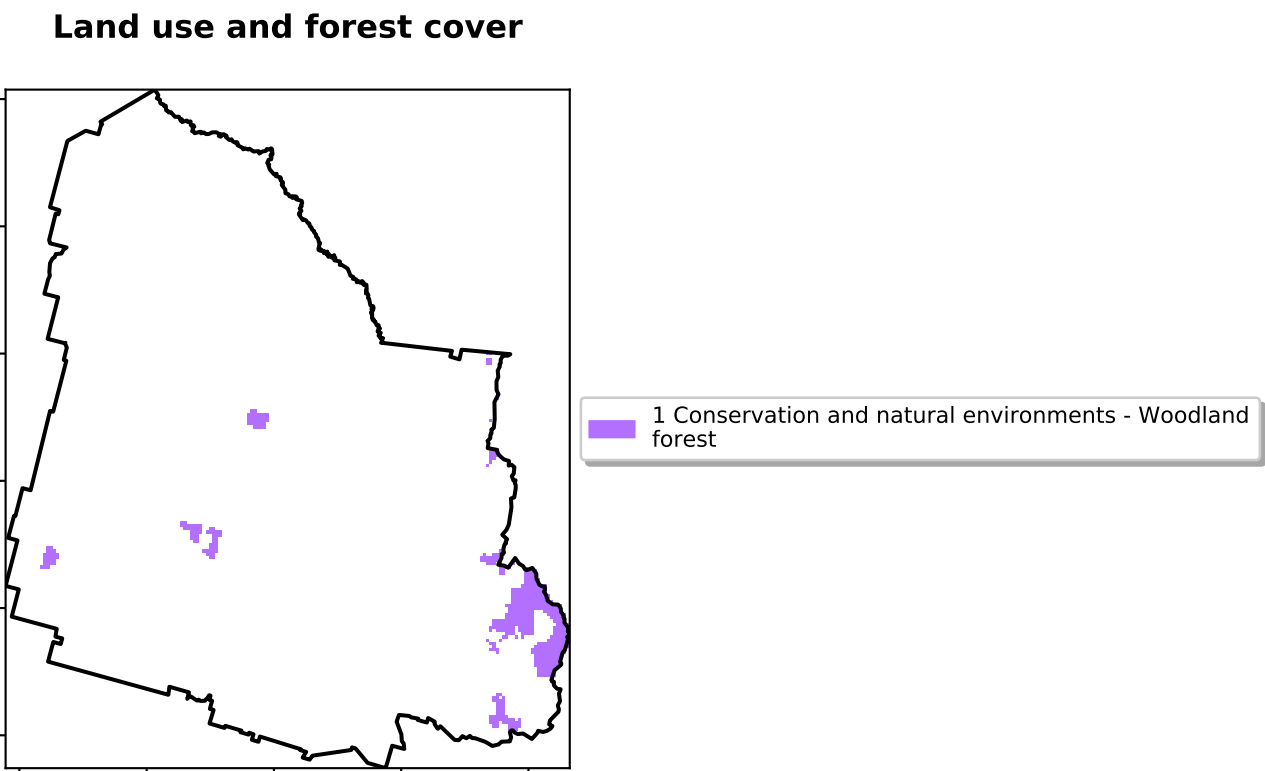 Land use and forest cover
1 Conservation and natural environments - Woodland
forest